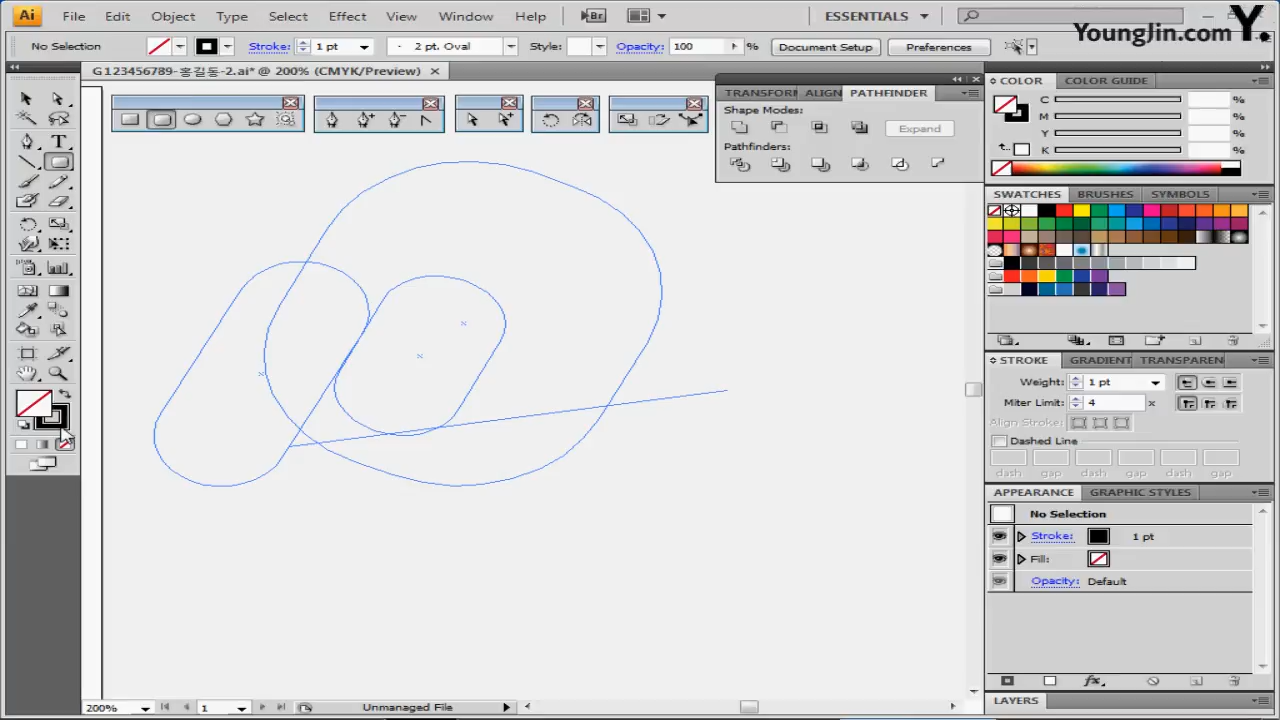 Ai File Edit Object Type Select Effect View Window Help Br ESSENTIALS
YoungJin.com Y.
No Selection Stroke: 1 pt 2 pt. Oval Style: Opacity: 100 % Document Setup Preferences
G123456789-홍길동-2.ai* @ 200% (CMYK/Preview)
TRANSFORM ALIGN PATHFINDER
Shape Modes:
Expand
Pathfinders:
COLOR COLOR GUIDE
C %
M %
Y %
K %
SWATCHES BRUSHES SYMBOLS
STROKE GRADIENT TRANSPAREN
Weight: 1 pt
Miter Limit: 4 x
Align Stroke:
Dashed Line
dash gap dash gap dash gap
APPEARANCE GRAPHIC STYLES
No Selection
Stroke: 1 pt
Fill:
Opacity: Default
LAYERS
200% 1 Unmanaged File